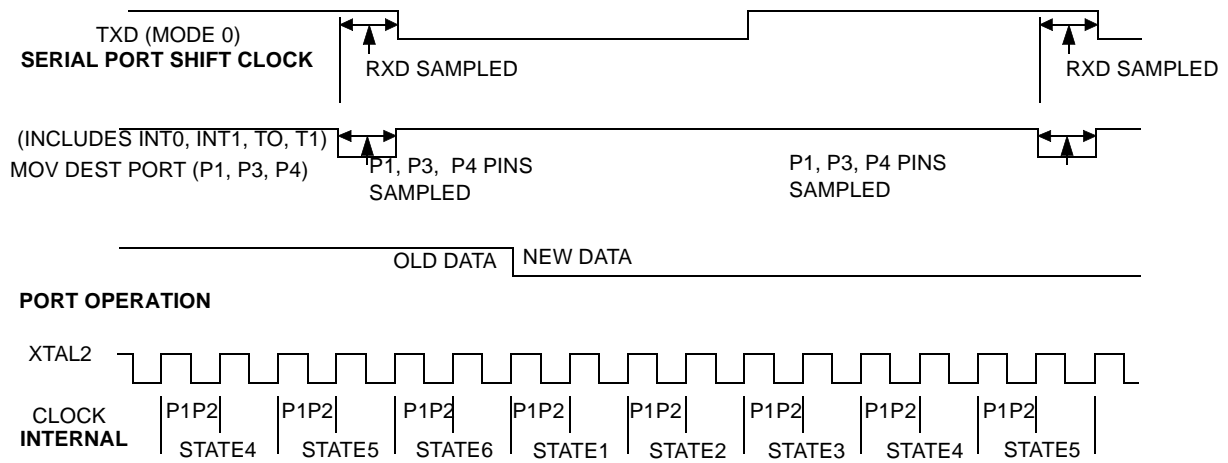 TXD (MODE 0)
SERIAL PORT SHIFT CLOCK
RXD SAMPLED
RXD SAMPLED
(INCLUDES INT0, INT1, TO, T1)
MOV DEST PORT (P1, P3, P4)
P1, P3, P4 PINS
SAMPLED
P1, P3, P4 PINS
SAMPLED
OLD DATA
NEW DATA
PORT OPERATION
XTAL2
CLOCK
INTERNAL
P1P2 P1P2 P1P2 P1P2 P1P2 P1P2 P1P2 P1P2
STATE4 STATE5 STATE6 STATE1 STATE2 STATE3 STATE4 STATE5